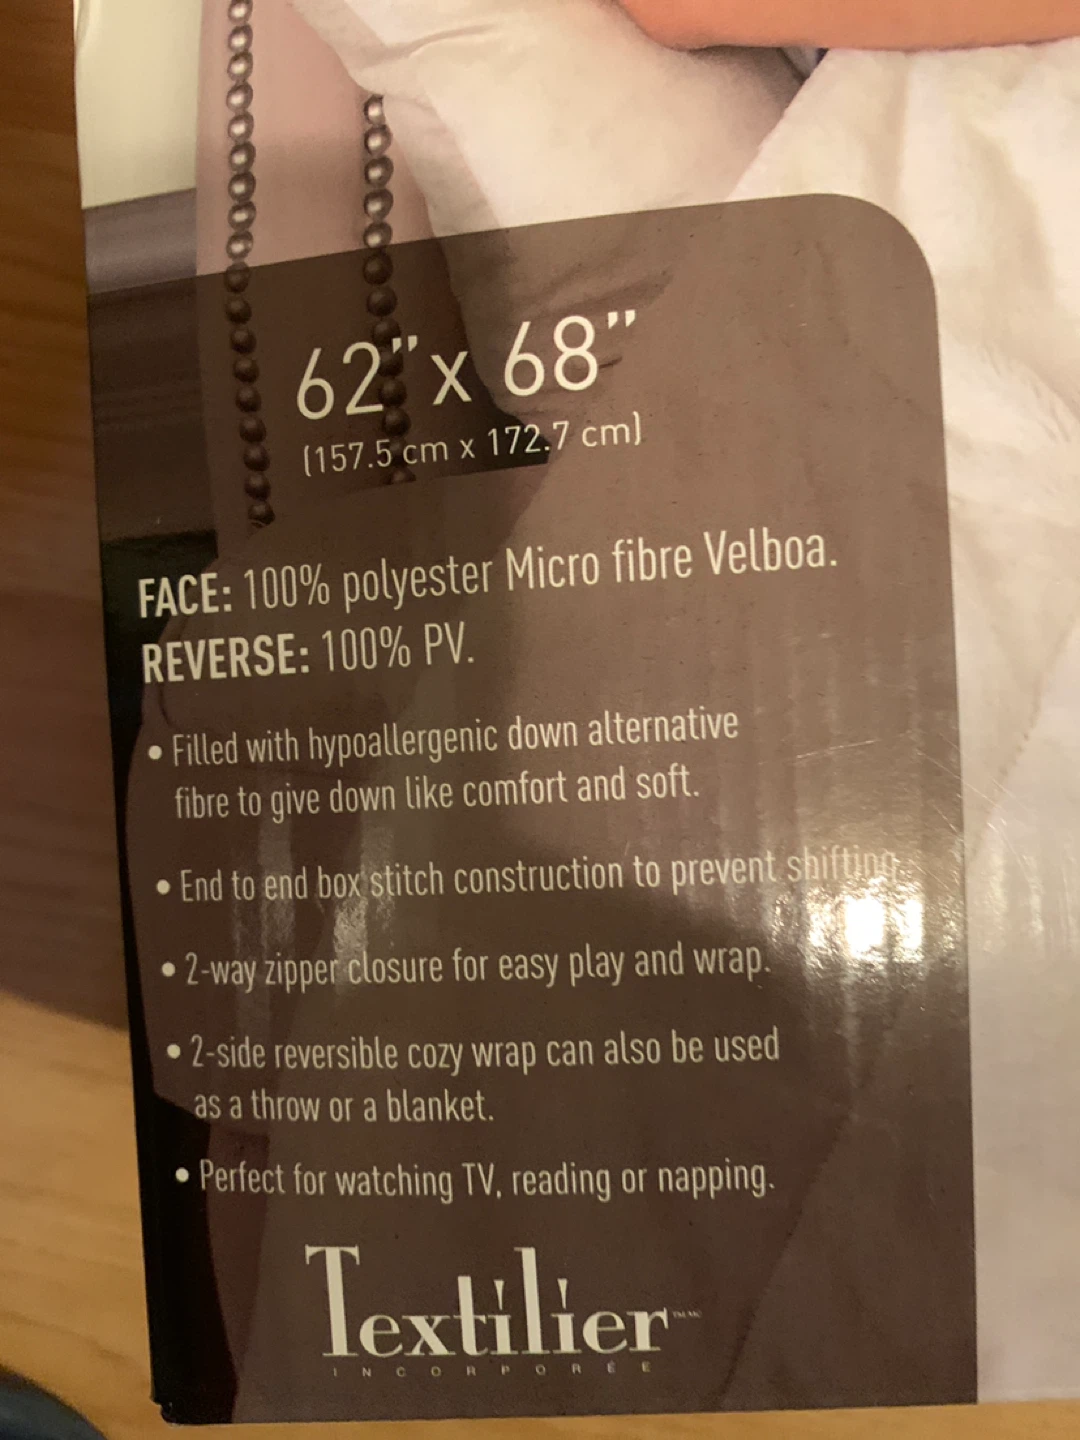 62” x 68”
(157.5 cm x 172.7 cm)
FACE: 100% polyester Micro fibre Velboa.
REVERSE: 100% PV.
• Filled with hypoallergenic down alternative
fibre to give down like comfort and soft.
• End to end box stitch construction to prevent shifting.
• 2-way zipper closure for easy play and wrap.
• 2-side reversible cozy wrap can also be used
as a throw or a blanket.
• Perfect for watching TV, reading or napping.
Textilier
INCORPORÉE